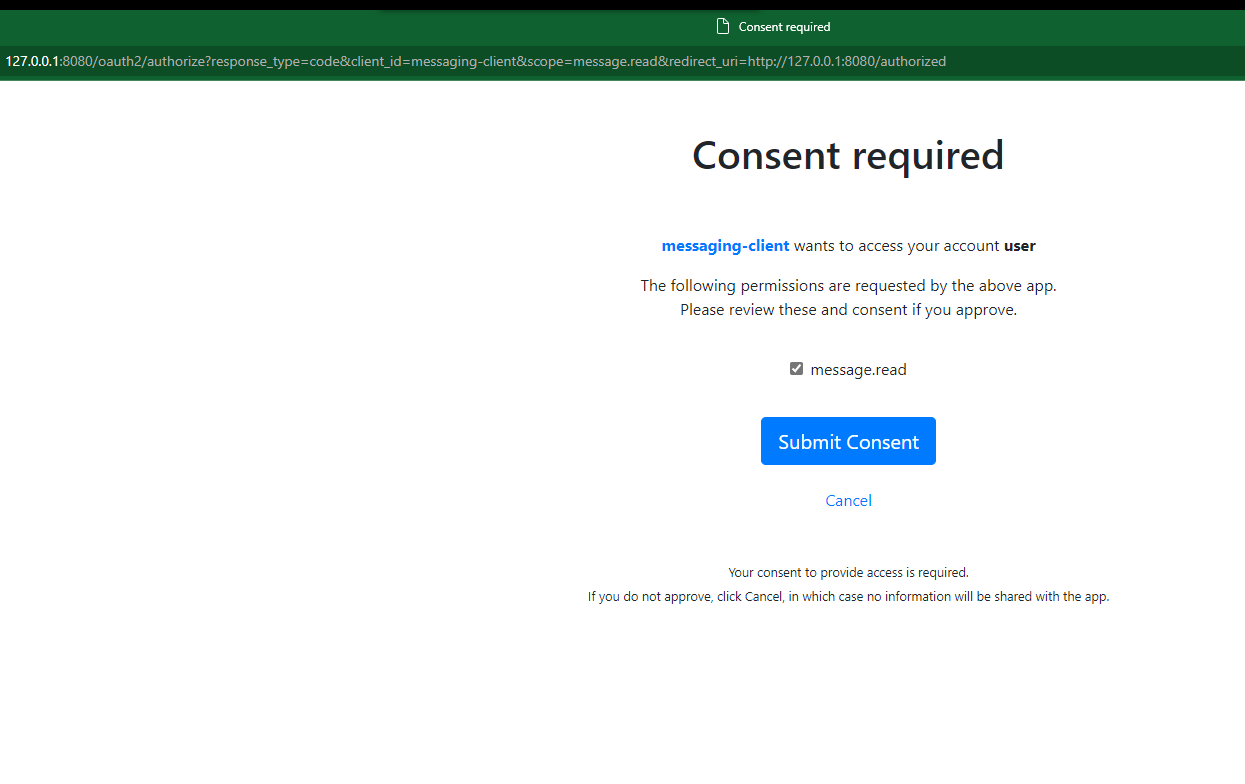 Consent required
127.0.0.1:8080/oauth2/authorize?response_type=code&client_id=messaging-client&scope=message.read&redirect_uri=http://127.0.0.1:8080/authorized
Consent required
messaging-client wants to access your account user
The following permissions are requested by the above app.
Please review these and consent if you approve.
message.read
Submit Consent
Cancel
Your consent to provide access is required.
If you do not approve, click Cancel, in which case no information will be shared with the app.